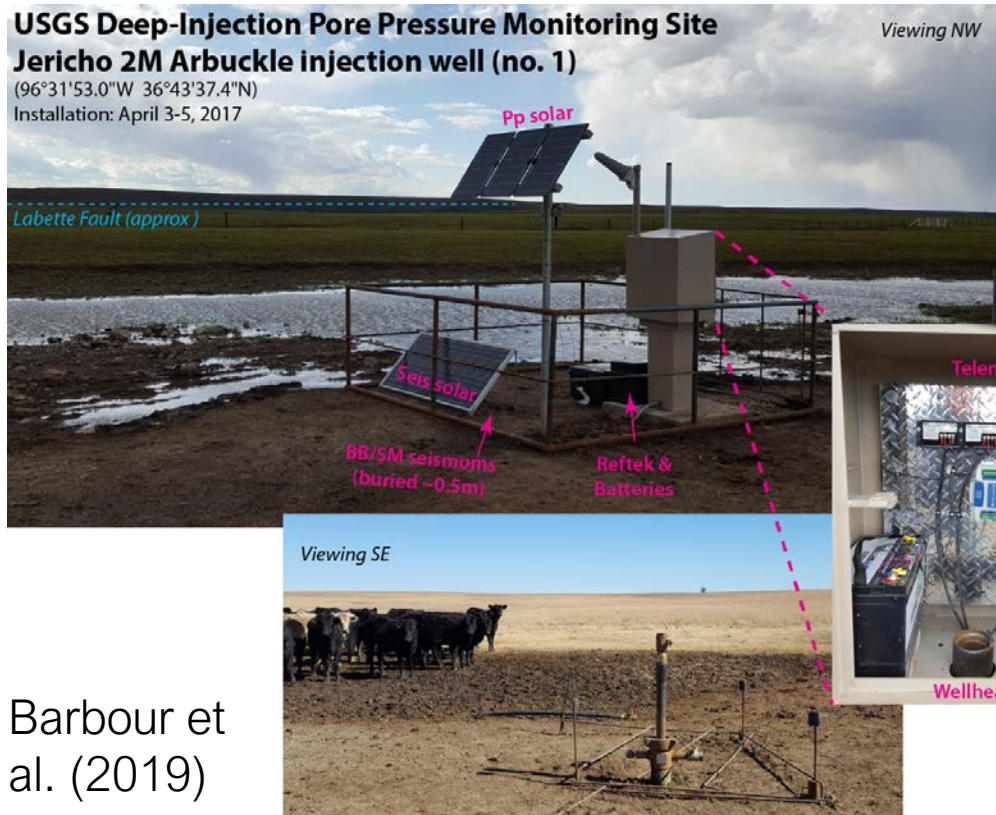 USGS Deep-Injection Pore Pressure Monitoring Site
Viewing NW
Jericho 2M Arbuckle injection well (no. 1)
(96°31'53.0"W 36°43'37.4"N)
Installation: April 3-5, 2017
Pp solar
Labette Fault (approx )
Seis solar
BB/SM seismoms
(buried ~0.5m)
Reftek &
Batteries
Viewing SE
Barbour et
al. (2019)